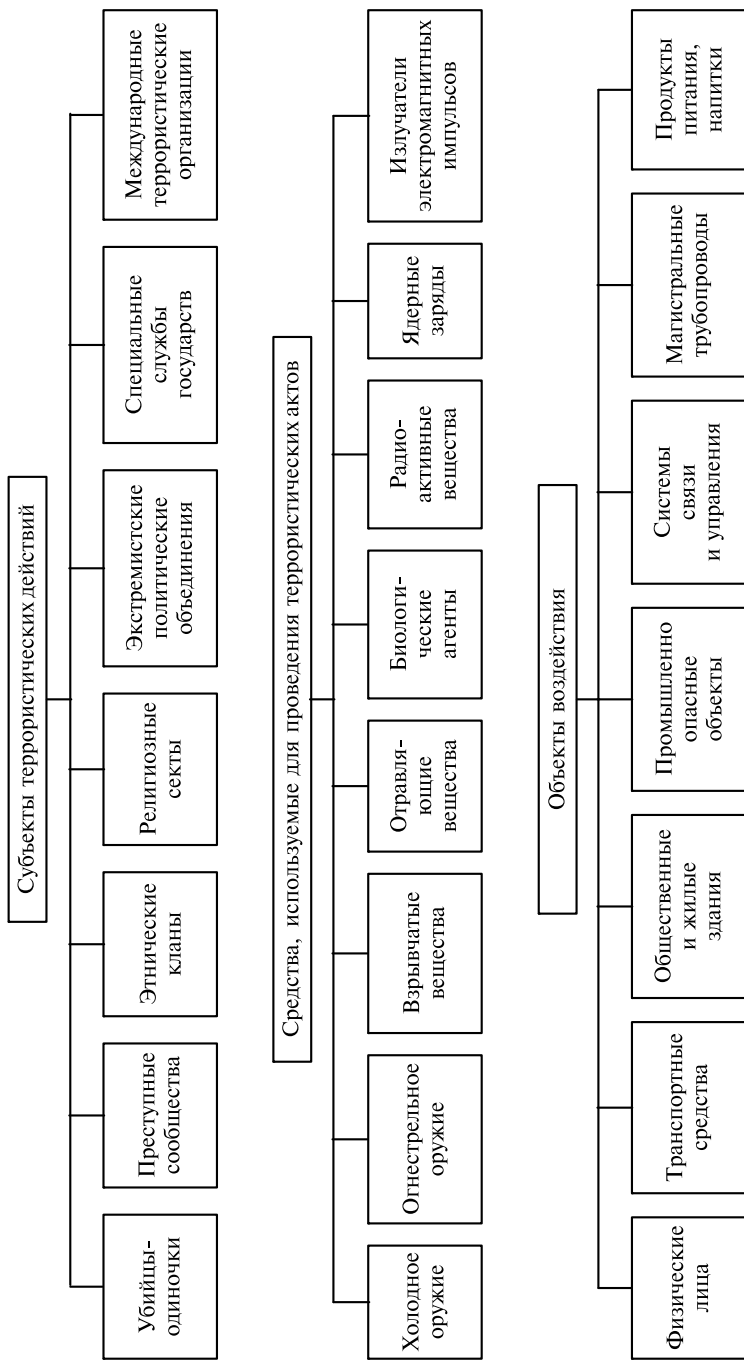 Субъекты террористических действий
Убийцы-
одиночки
Преступные
сообщества
Этнические
кланы
Религиозные
секты
Экстремистские
политические
объединения
Специальные
службы
государств
Международные
террористические
организации
Средства, используемые для проведения террористических актов
Холодное
оружие
Огнестрельное
оружие
Взрывчатые
вещества
Отравля-
ющие
вещества
Биологи-
ческие
агенты
Радио-
активные
вещества
Ядерные
заряды
Излучатели
электромагнитных
импульсов
Объекты воздействия
Физические
лица
Транспортные
средства
Общественные
и жилые
здания
Промышленно
опасные
объекты
Системы
связи
и управления
Магистральные
трубопроводы
Продукты
питания,
напитки